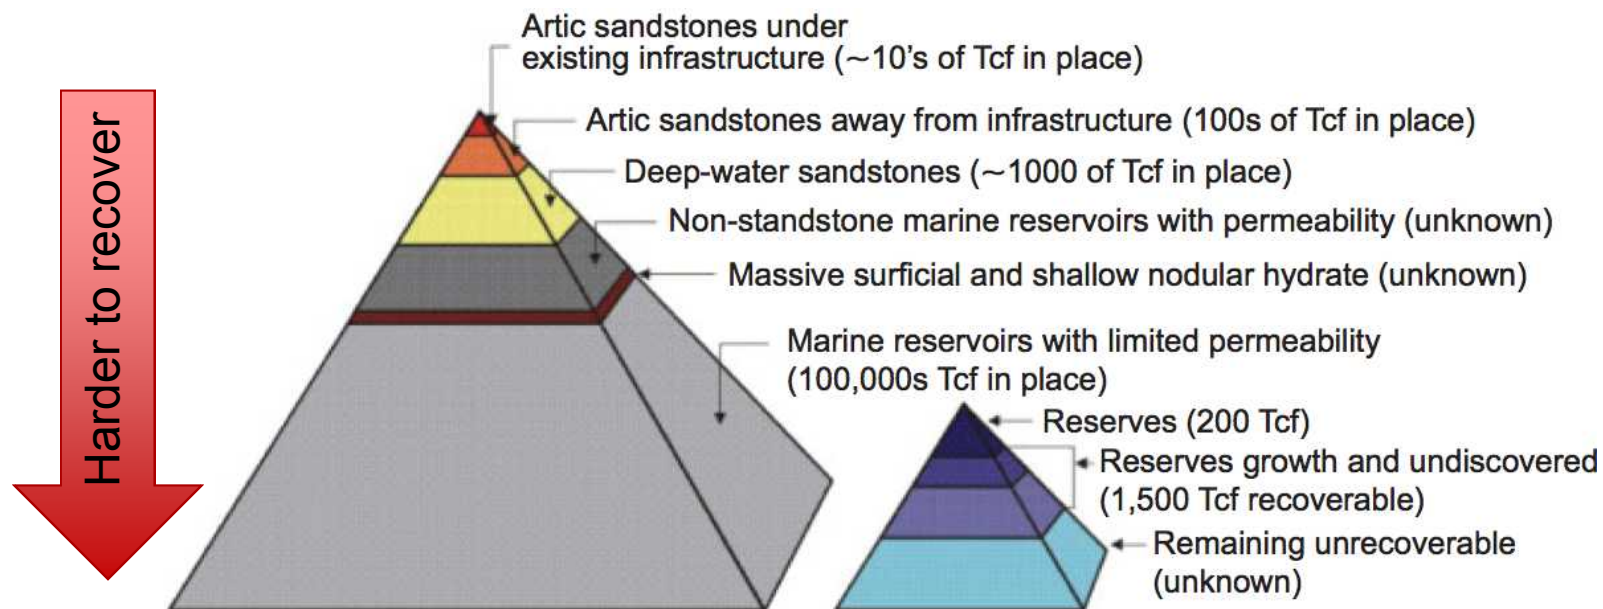 Harder to recover
Artic sandstones under
existing infrastructure (~10's of Tcf in place)
Artic sandstones away from infrastructure (100s of Tcf in place)
Deep-water sandstones (~1000 of Tcf in place)
Non-standstone marine reservoirs with permeability (unknown)
Massive surficial and shallow nodular hydrate (unknown)
Marine reservoirs with limited permeability
(100,000s Tcf in place)
Reserves (200 Tcf)
Reserves growth and undiscovered
(1,500 Tcf recoverable)
Remaining unrecoverable
(unknown)